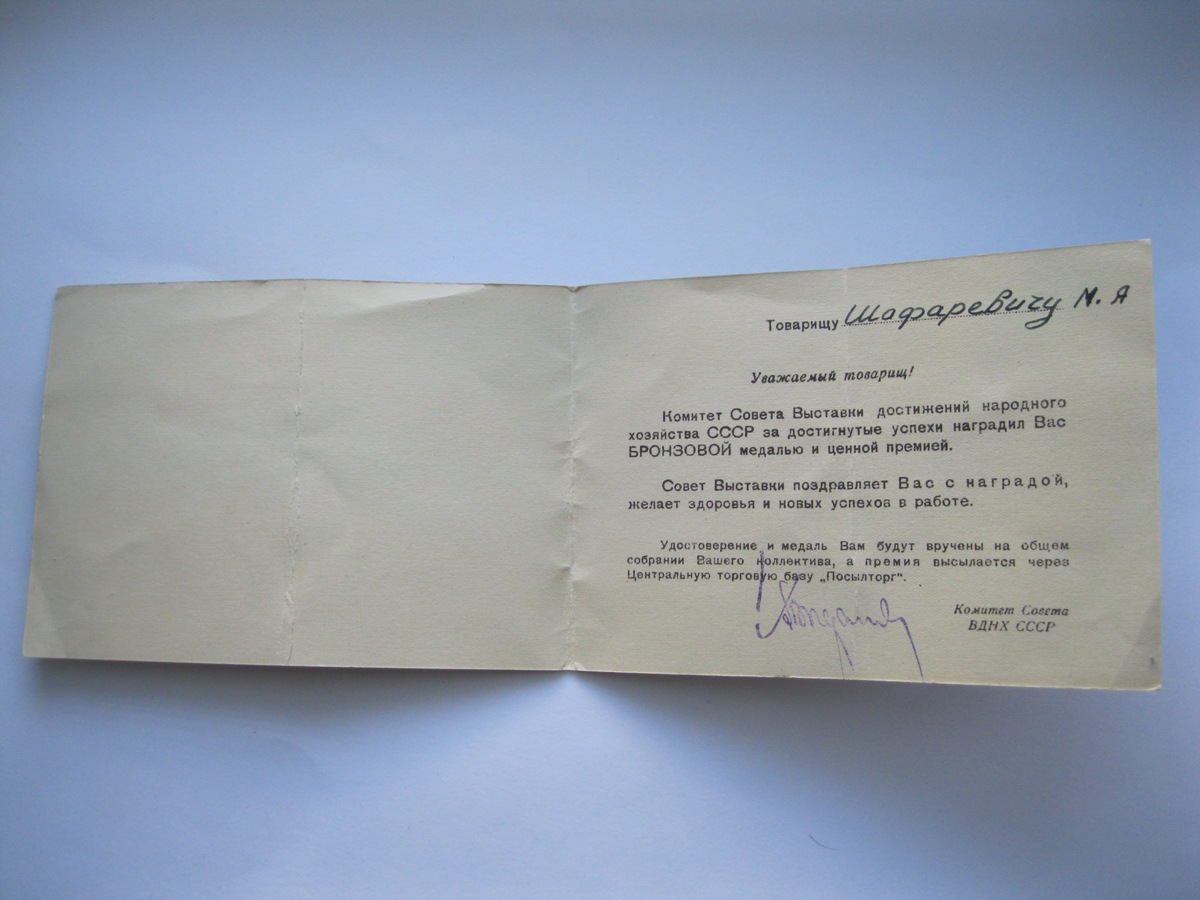 Товарищу Шафаревичу М. А
Уважаемый товарищ!
Комитет Совета Выставки достижений народного
хозяйства СССР за достигнутые успехи наградил Вас
БРОНЗОВОЙ медалью и ценной премией.
Совет Выставки поздравляет Вас с наградой,
желает здоровья и новых успехов в работе.
Удостоверение и медаль Вам будут вручены на общем
собрании Вашего коллектива, а премия высылается через
Центральную торговую базу „Посылторг“.
Комитет Совета
ВДНХ СССР